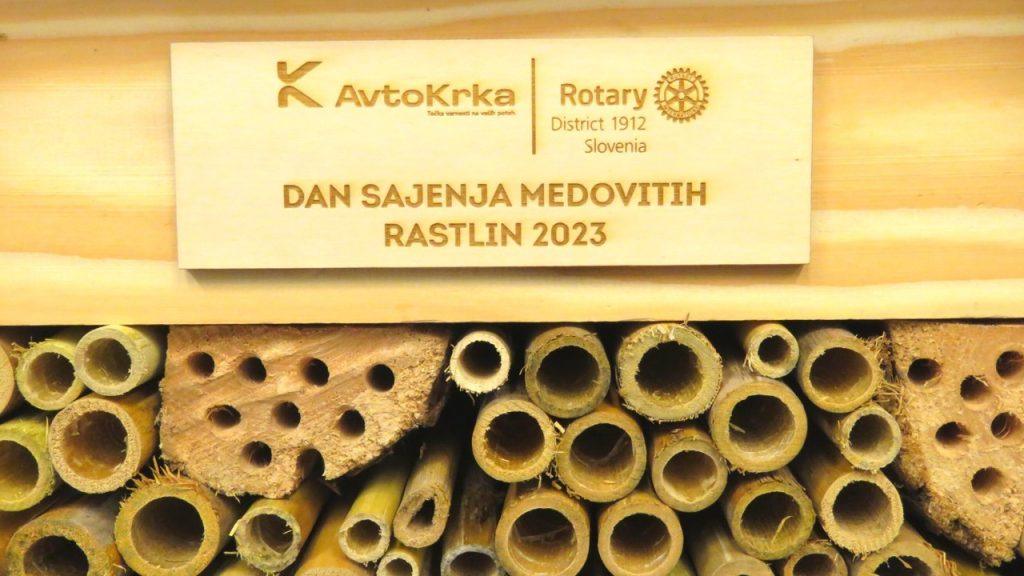 AvtoKrka
Točka varnosti na vaših poteh.
Rotary
District 1912
Slovenia
DAN SAJENJA MEDOVITIH
RASTLIN 2023